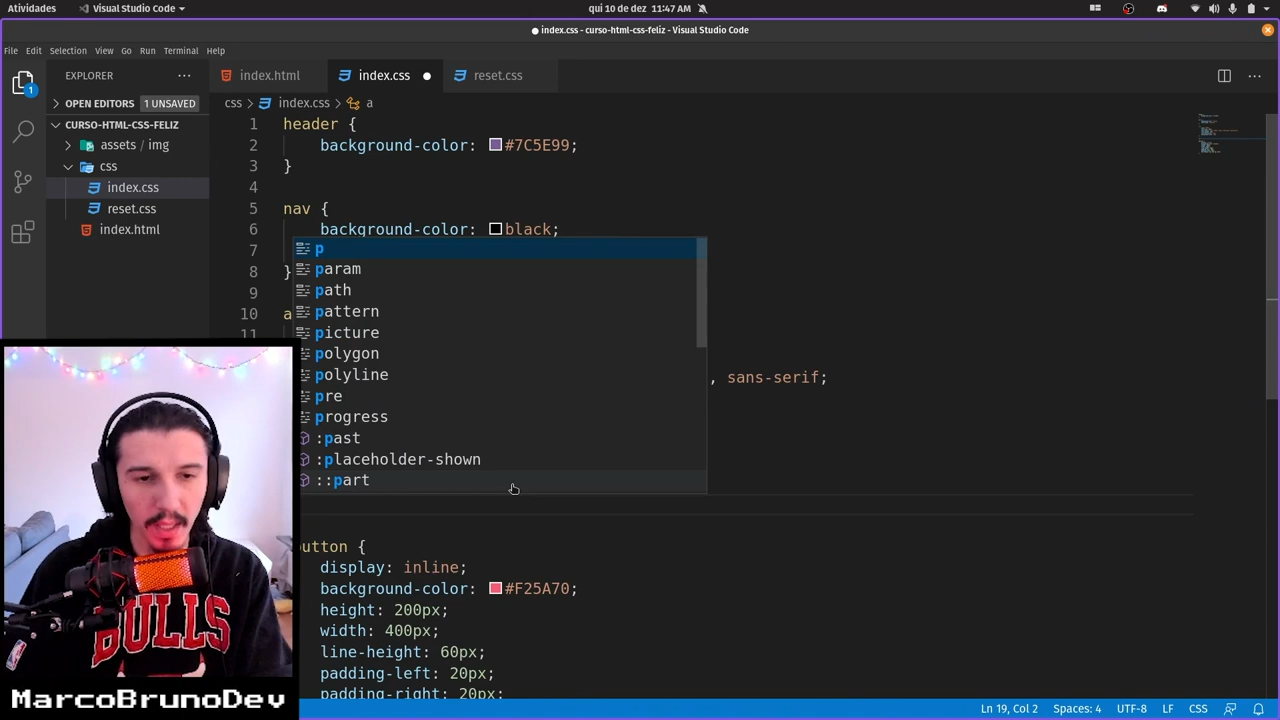 Atividades
Visual Studio Code
qui 10 de dez 11:47 AM
index.css - curso-html-css-feliz - Visual Studio Code
File Edit Selection View Go Run Terminal Help
EXPLORER
index.html
index.css
reset.css
OPEN EDITORS 1 UNSAVED
css > index.css > a
CURSO-HTML-CSS-FELIZ
assets / img
css
index.css
reset.css
index.html
1
1 header {
2 background-color: #7C5E99;
3 }
4
5 nav {
6 background-color: black;
7
8 }
9
10 a
11
p
param
path
pattern
picture
polygon
polyline
pre
progress
:past
:placeholder-shown
::part
, sans-serif;
button {
display: inline;
background-color: #F25A70;
height: 200px;
width: 400px;
line-height: 60px;
padding-left: 20px;
padding-right: 20px;
BULLS
MarcoBrunoDev
Ln 19, Col 2 Spaces: 4 UTF-8 LF CSS